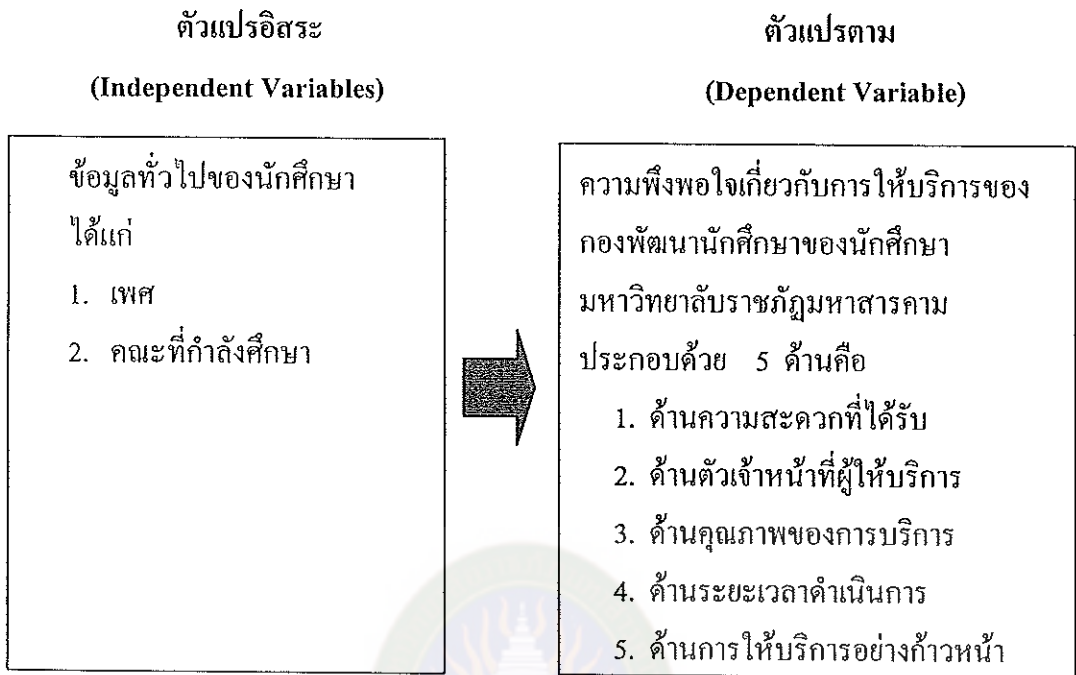 ตัวแปรอิสระ
(Independent Variables)
ข้อมูลทั่วไปของนักศึกษา
ได้แก่
1. เพศ
2. คณะที่กำลังศึกษา
ตัวแปรตาม
(Dependent Variable)
ความพึงพอใจเกี่ยวกับการให้บริการของ
กองพัฒนานักศึกษาของนักศึกษา
มหาวิทยาลับราชภัฏมหาสารคาม
ประกอบด้วย 5 ด้านคือ
1. ด้านความสะดวกที่ได้รับ
2. ด้านตัวเจ้าหน้าที่ผู้ให้บริการ
3. ด้านคุณภาพของการบริการ
4. ด้านระยะเวลาดำเนินการ
5. ด้านการให้บริการอย่างก้าวหน้า